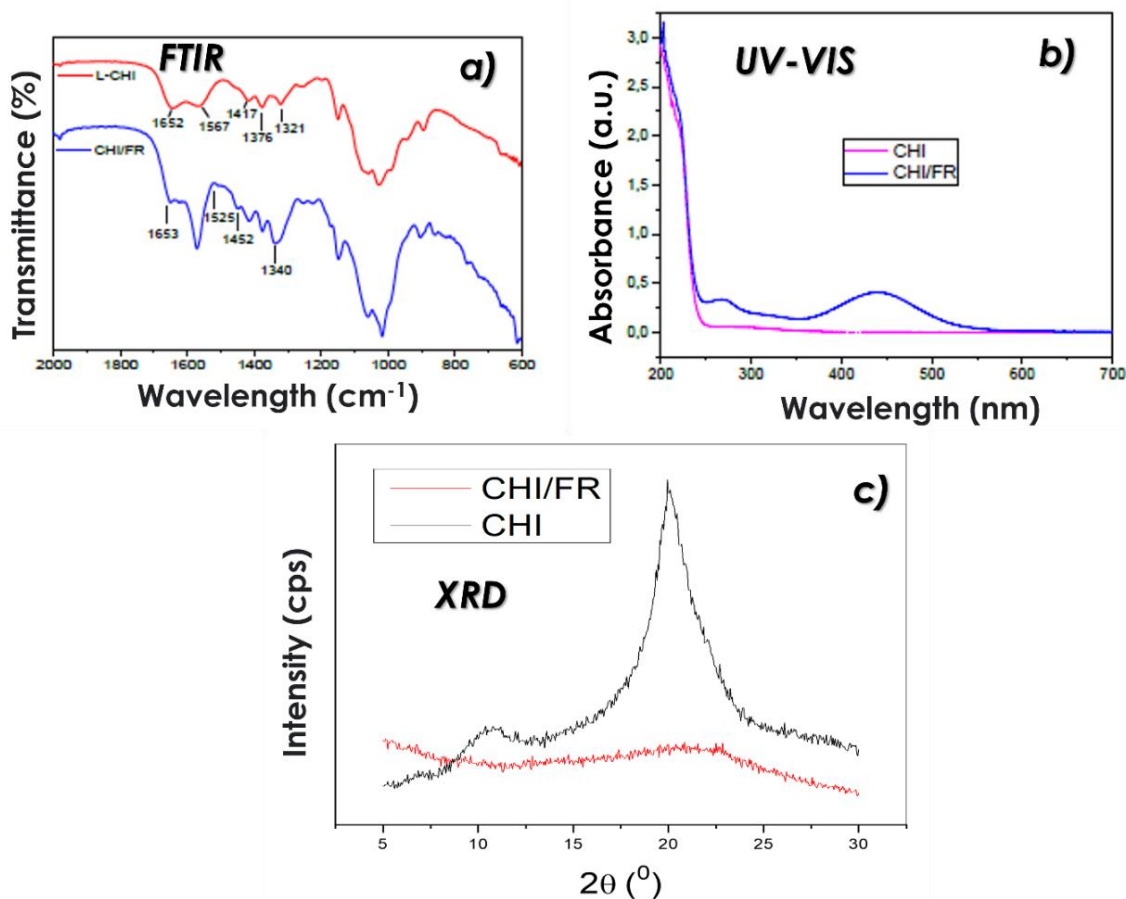 FTIR
a)
L-CHI
1652
1567
1417
1376
1321
CHI/FR
1653
1525
1452
1340
Transmittance (%)
2000 1800 1600 1400 1200 1000 800 600
Wavelength (cm-1)
UV-VIS
b)
CHI
CHI/FR
Absorbance (a.u.)
3,0
2,5
2,0
1,5
1,0
0,5
0,0
200 300 400 500 600 700
Wavelength (nm)
CHI/FR
CHI
c)
XRD
Intensity (cps)
5 10 15 20 25 30
2θ (0)